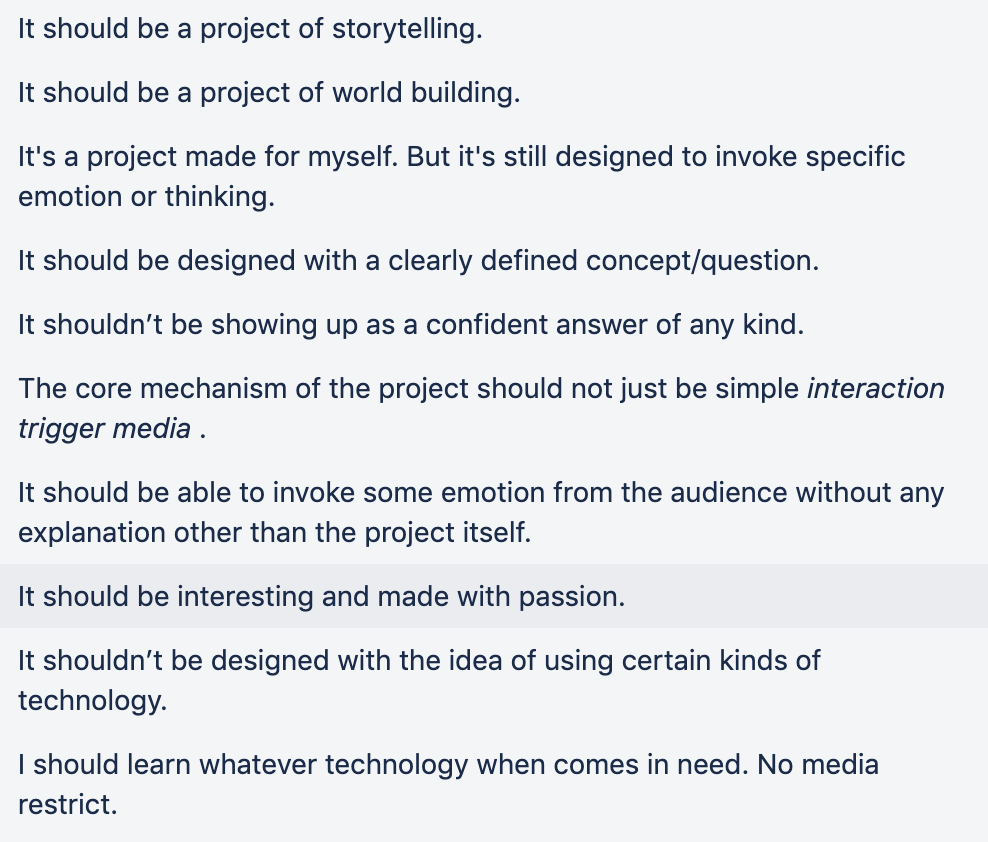 It should be a project of storytelling.
It should be a project of world building.
It's a project made for myself. But it's still designed to invoke specific
emotion or thinking.
It should be designed with a clearly defined concept/question.
It shouldn’t be showing up as a confident answer of any kind.
The core mechanism of the project should not just be simple interaction
trigger media .
It should be able to invoke some emotion from the audience without any
explanation other than the project itself.
It should be interesting and made with passion.
It shouldn’t be designed with the idea of using certain kinds of
technology.
I should learn whatever technology when comes in need. No media
restrict.